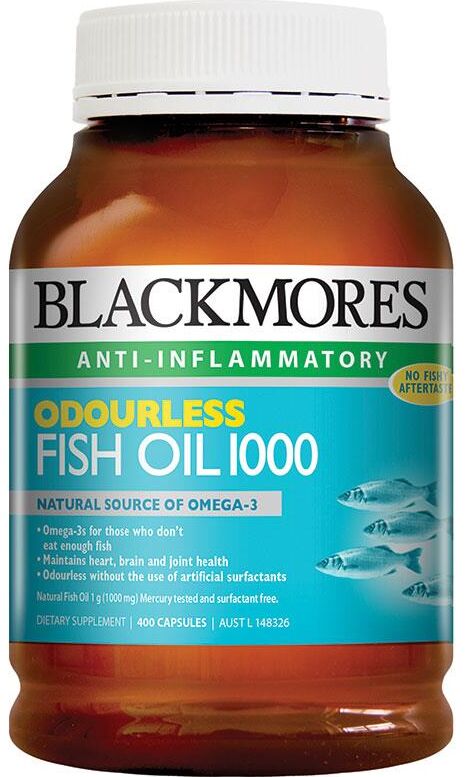 BLACKMORES
ANTI-INFLAMMATORY
NO FISHY
AFTERTASTE
ODOURLESS
FISH OIL 1000
NATURAL SOURCE OF OMEGA-3
• Omega-3s for those who don't
eat enough fish
• Maintains heart, brain and joint health
• Odourless without the use of artificial surfactants
Natural Fish Oil 1 g (1000 mg) Mercury tested and surfactant free.
DIETARY SUPPLEMENT | 400 CAPSULES | AUST L 148326